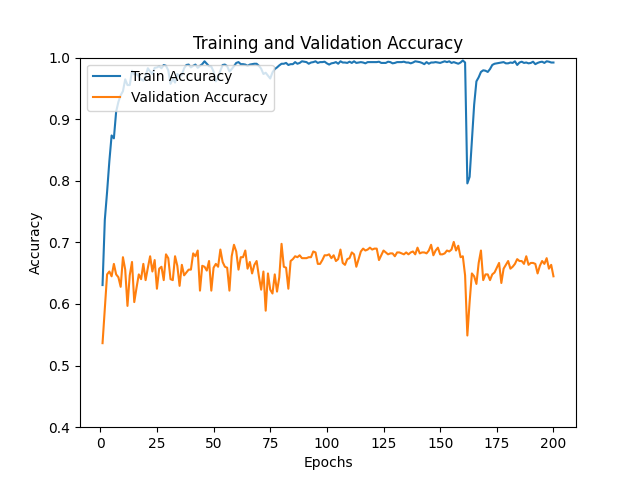 Training and Validation Accuracy
Train Accuracy
Validation Accuracy
1.0
0.9
0.8
0.7
0.6
0.5
0.4
Accuracy
0 25 50 75 100 125 150 175 200
Epochs